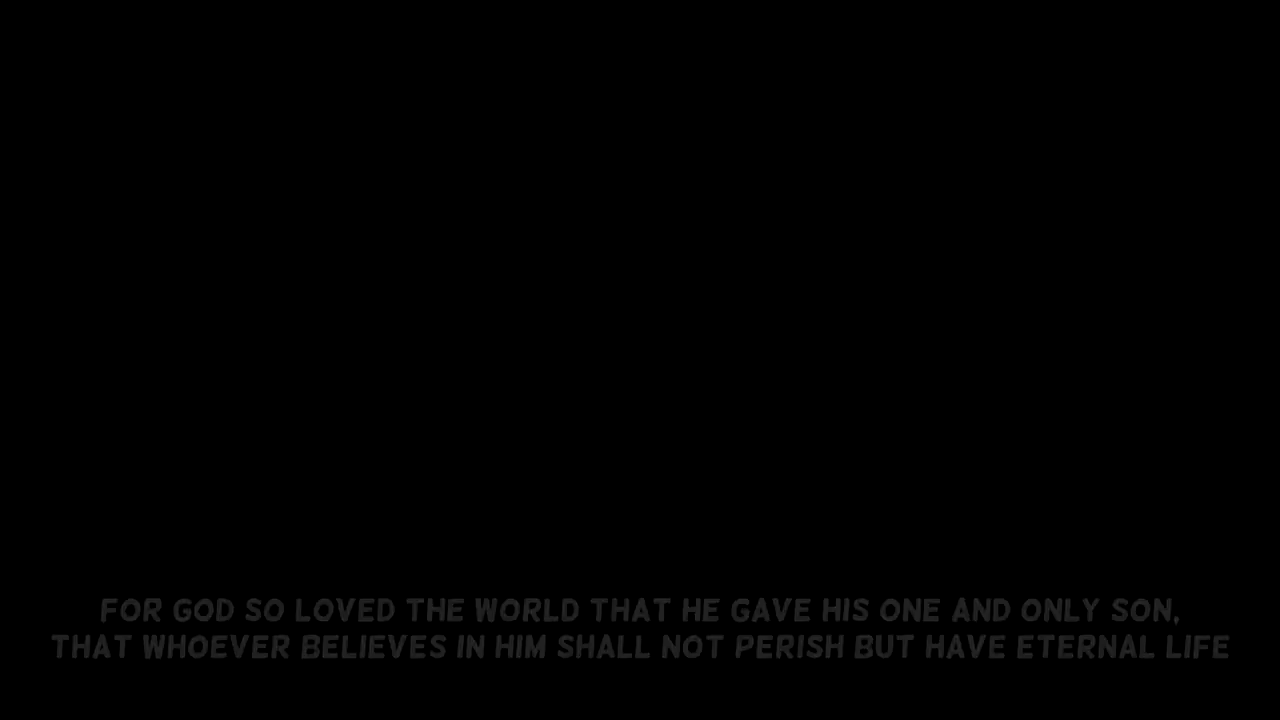 FOR GOD SO LOVED THE WORLD THAT HE GAVE HIS ONE AND ONLY SON,
THAT WHOEVER BELIEVES IN HIM SHALL NOT PERISH BUT HAVE ETERNAL LIFE